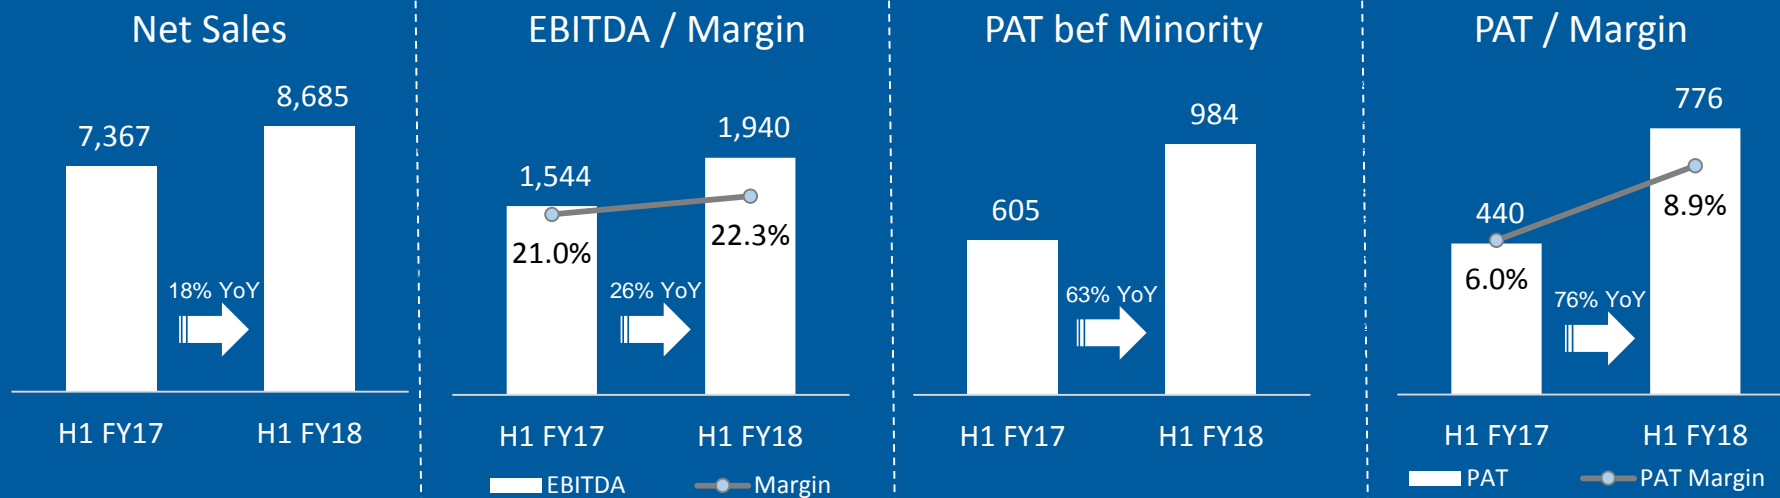 Net Sales
8,685
7,367
18% YoY
H1 FY17 H1 FY18
EBITDA / Margin
1,940
1,544
22.3%
21.0%
26% YoY
H1 FY17 H1 FY18
EBITDA Margin
PAT bef Minority
984
605
63% YoY
H1 FY17 H1 FY18
PAT / Margin
776
440
8.9%
6.0%
76% YoY
H1 FY17 H1 FY18
PAT PAT Margin